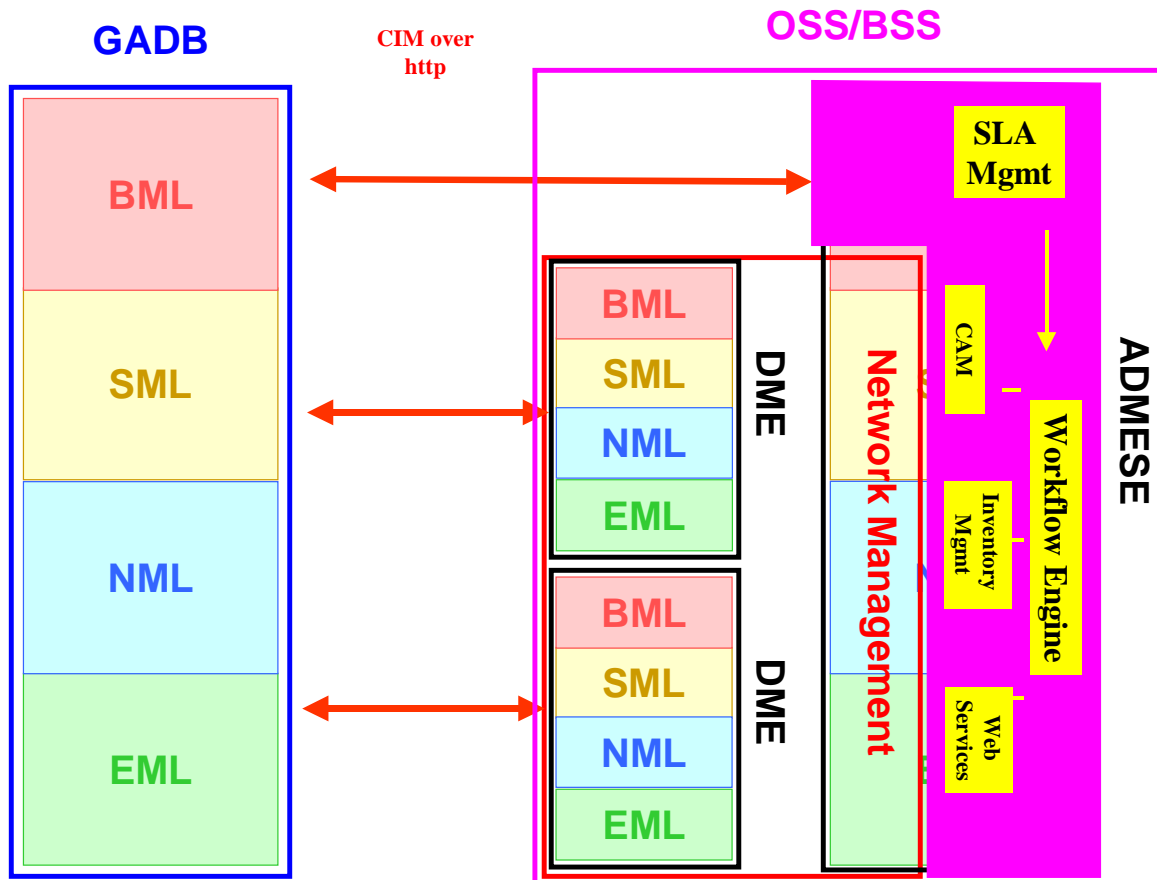 GADB
CIM over
http
OSS/BSS
BML
SML
NML
EML
BML
SML
NML
EML
DME
BML
SML
NML
EML
DME
Network Management
SLA
Mgmt
CAM
Inventory
Mgmt
Web
Services
Workflow Engine
ADMESE